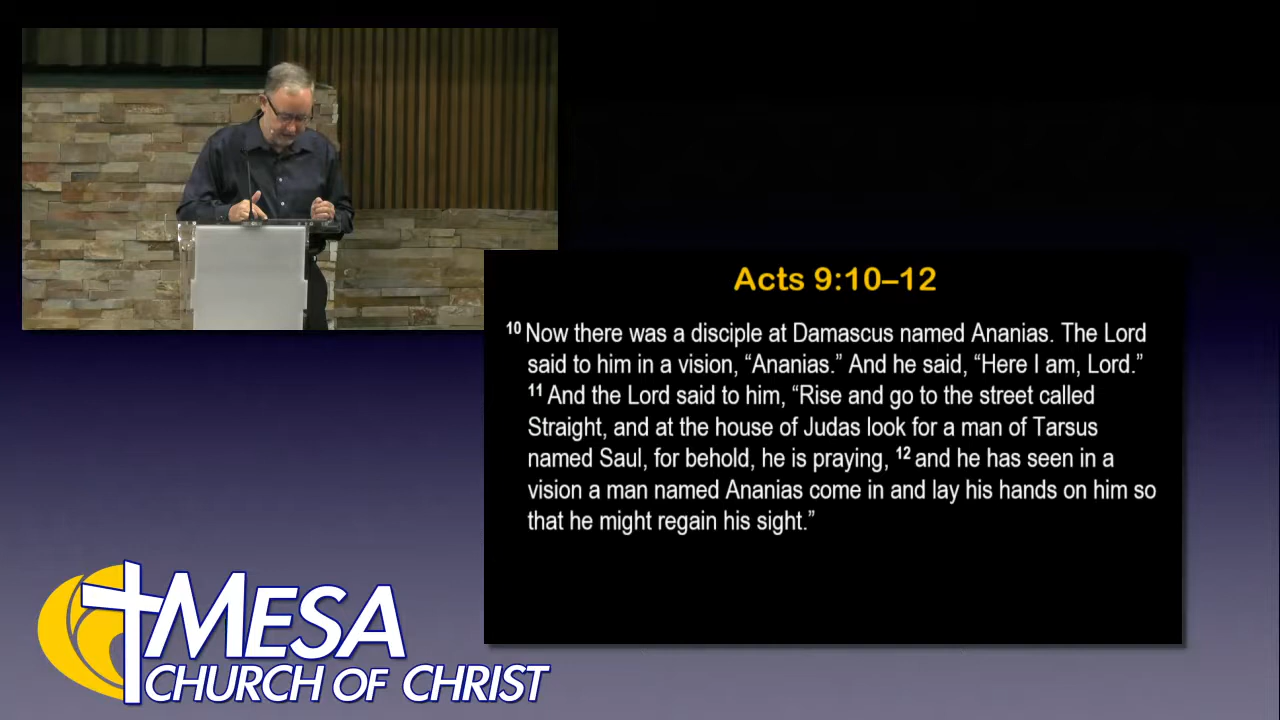 Acts 9:10–12
10 Now there was a disciple at Damascus named Ananias. The Lord
said to him in a vision, “Ananias.” And he said, “Here I am, Lord.”
11 And the Lord said to him, “Rise and go to the street called
Straight, and at the house of Judas look for a man of Tarsus
named Saul, for behold, he is praying, 12 and he has seen in a
vision a man named Ananias come in and lay his hands on him so
that he might regain his sight.”
MESA
CHURCH OF CHRIST